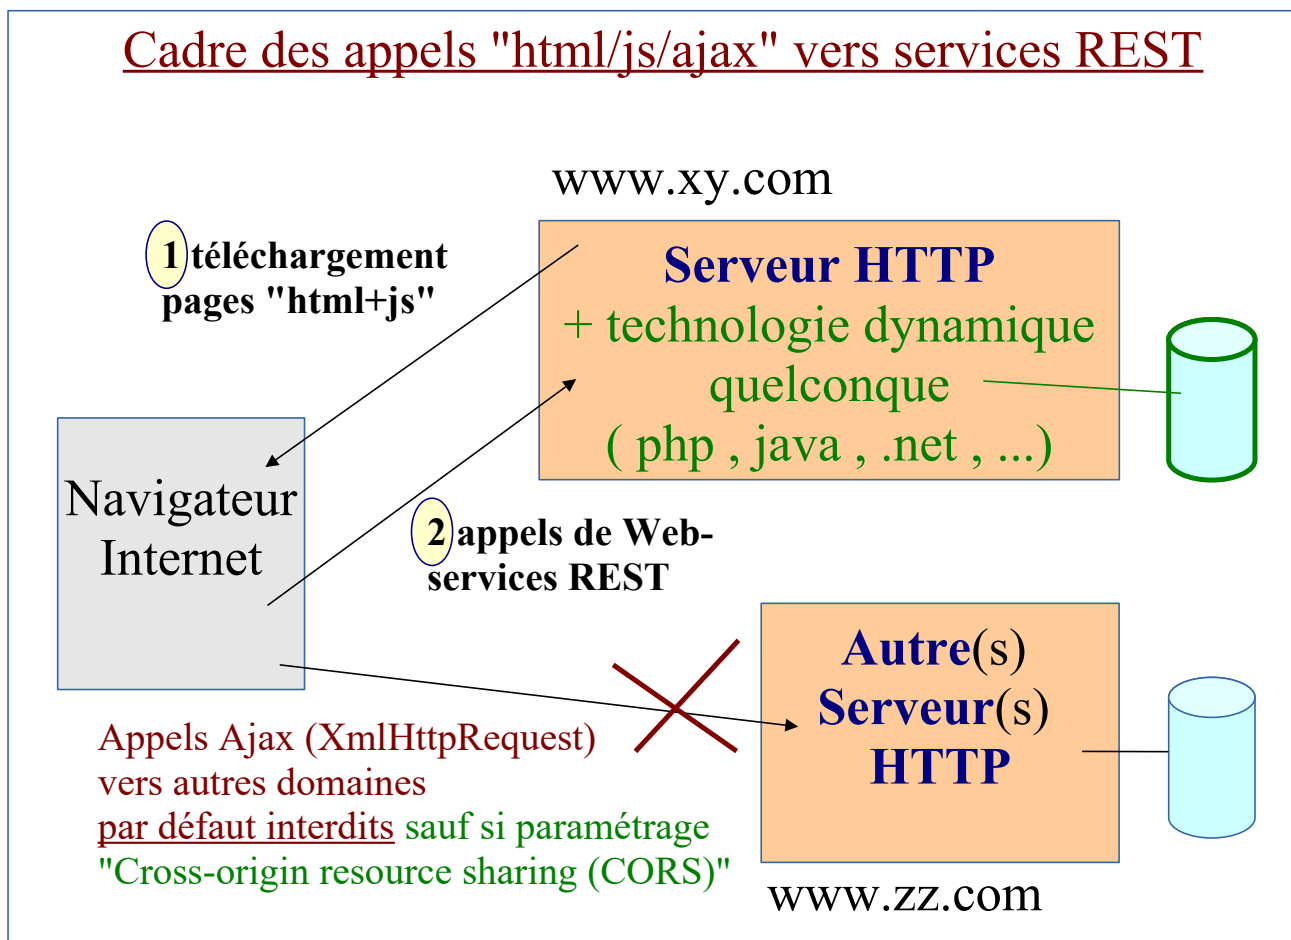 Cadre des appels "html/js/ajax" vers services REST
www.xy.com
1 téléchargement
pages "html+js"
Serveur HTTP
+ technologie dynamique
quelconque
( php , java , .net , ...)
Navigateur
Internet
2 appels de Web-
services REST
Autre(s)
Serveur(s)
HTTP
Appels Ajax (XmlHttpRequest)
vers autres domaines
par défaut interdits sauf si paramétrage
"Cross-origin resource sharing (CORS)"
www.zz.com